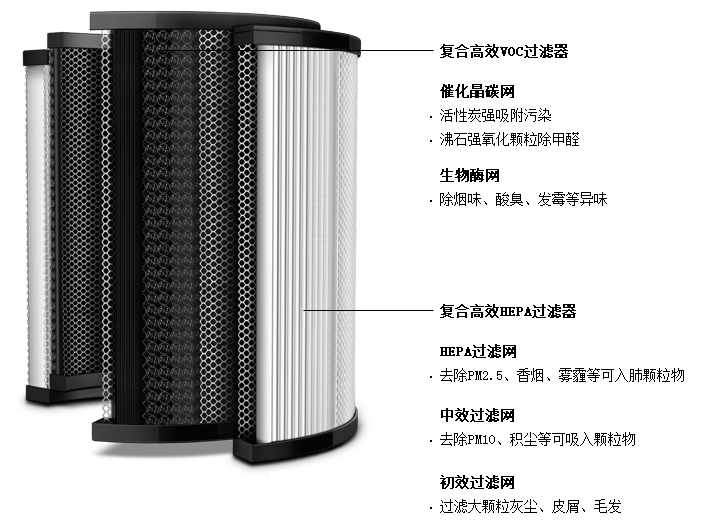 复合高效VOC过滤器
催化晶碳网
· 活性炭强吸附污染
· 沸石强氧化颗粒除甲醛
生物酶网
· 除烟味、酸臭、发霉等异味
复合高效HEPA过滤器
HEPA过滤网
· 去除PM2.5、香烟、雾霾等可入肺颗粒物
中效过滤网
· 去除PM10、积尘等可吸入颗粒物
初效过滤网
· 过滤大颗粒灰尘、皮屑、毛发